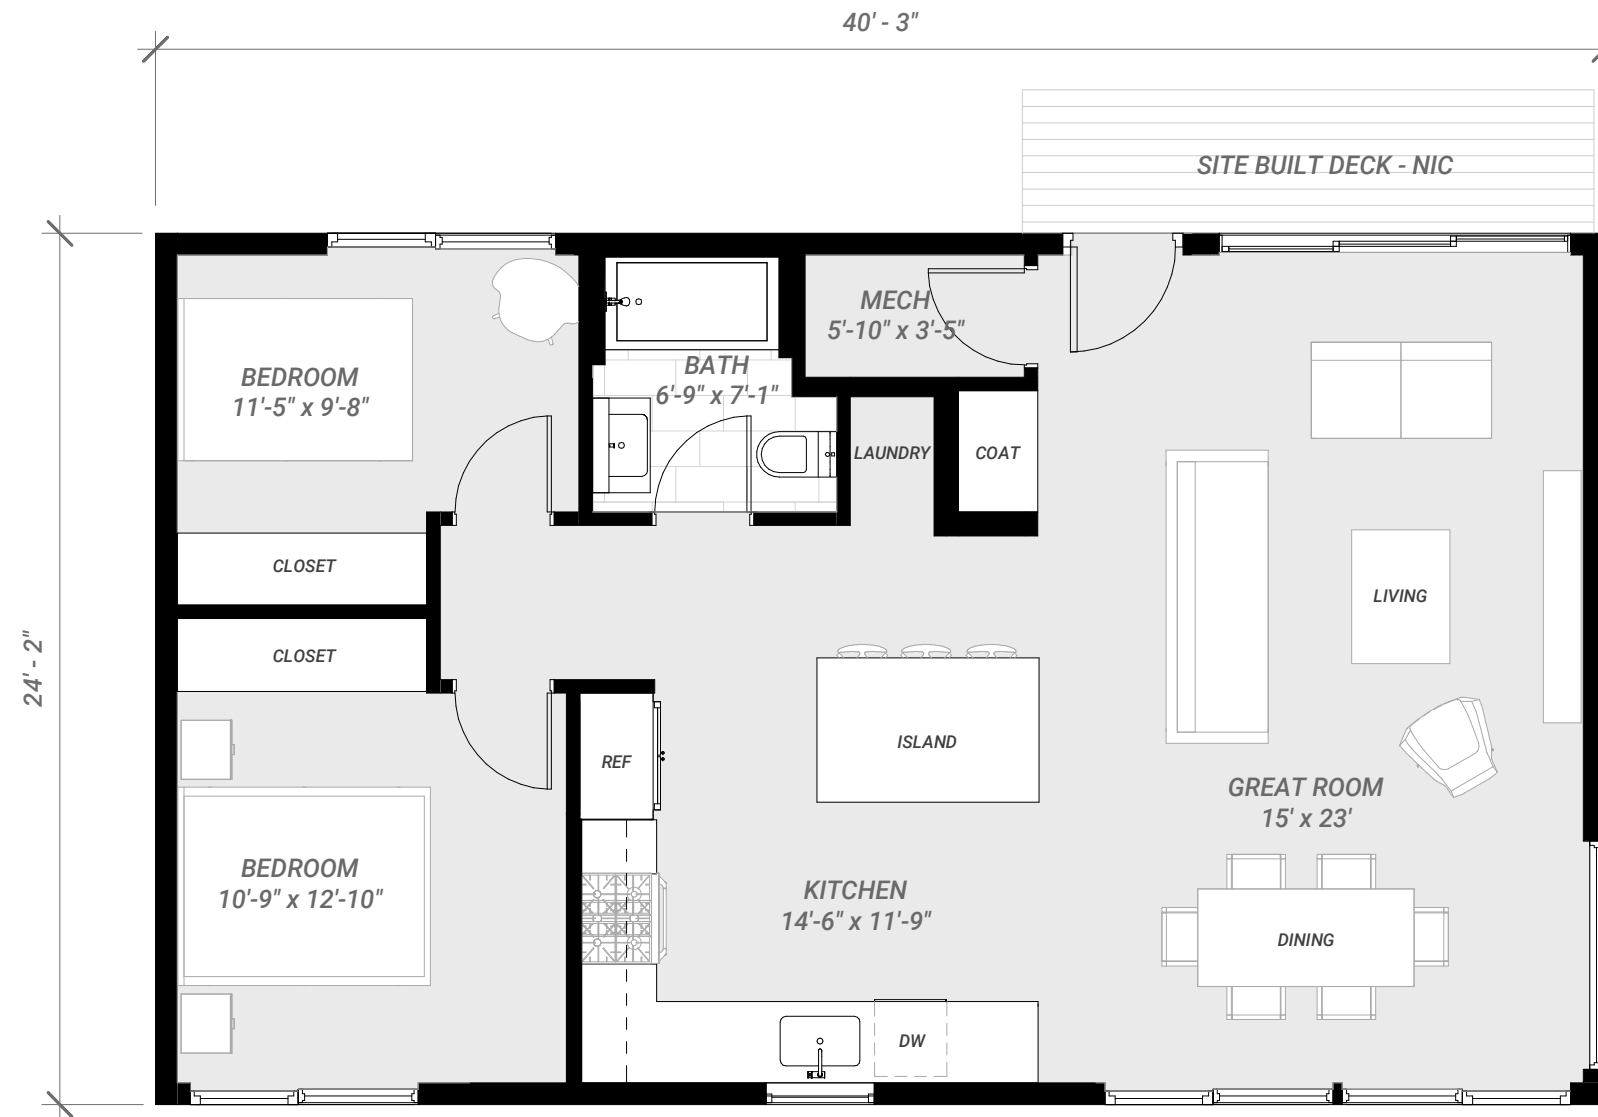 40' - 3"
SITE BUILT DECK - NIC
MECH
5'-10" x 3'-5"
BATH
6'-9" x 7'-1"
BEDROOM
11'-5" x 9'-8"
LAUNDRY
COAT
CLOSET
LIVING
CLOSET
24' - 2"
ISLAND
REF
GREAT ROOM
15' x 23'
BEDROOM
10'-9" x 12'-10"
KITCHEN
14'-6" x 11'-9"
DINING
DW